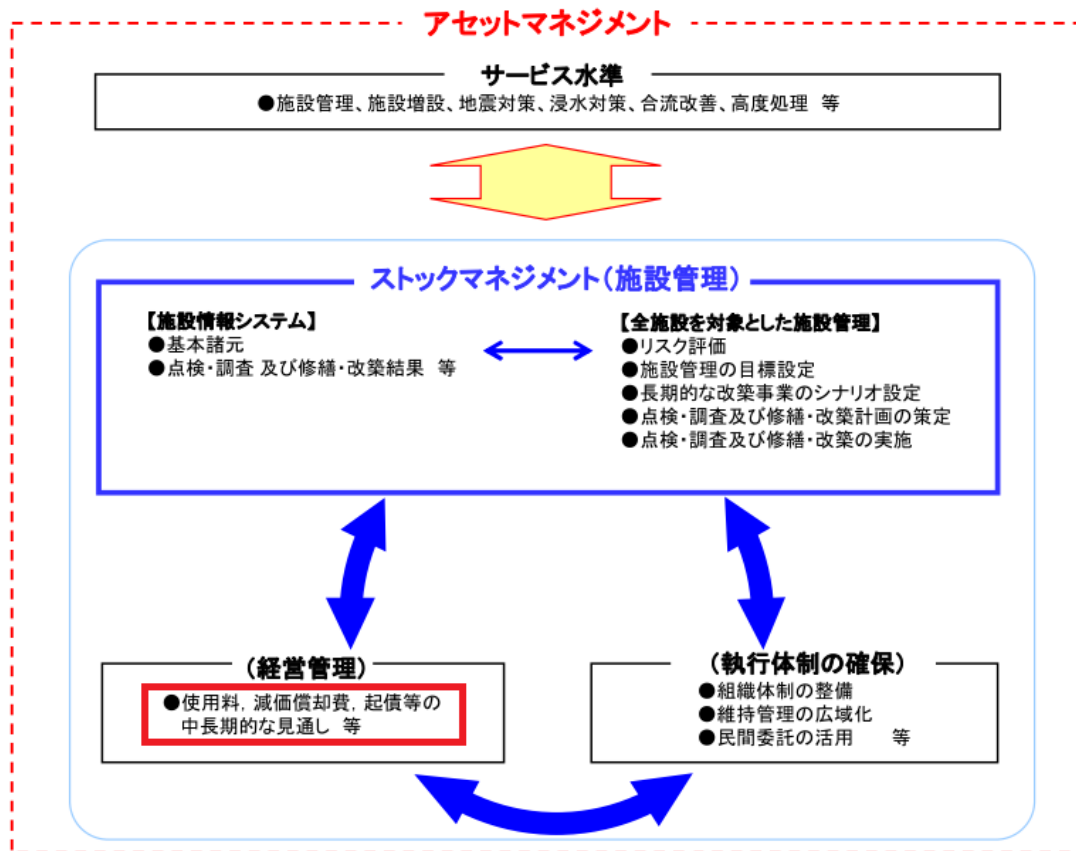 アセットマネジメント
サービス水準
●施設管理、施設増設、地震対策、浸水対策、合流改善、高度処理 等
ストックマネジメント(施設管理)
【施設情報システム】
●基本諸元
●点検・調査 及び修繕・改築結果 等
【全施設を対象とした施設管理】
●リスク評価
●施設管理の目標設定
●長期的な改築事業のシナリオ設定
●点検・調査及び修繕・改築計画の策定
●点検・調査及び修繕・改築の実施
(経営管理)
●使用料, 減価償却費, 起債等の
中長期的な見通し 等
(執行体制の確保)
●組織体制の整備
●維持管理の広域化
●民間委託の活用 等